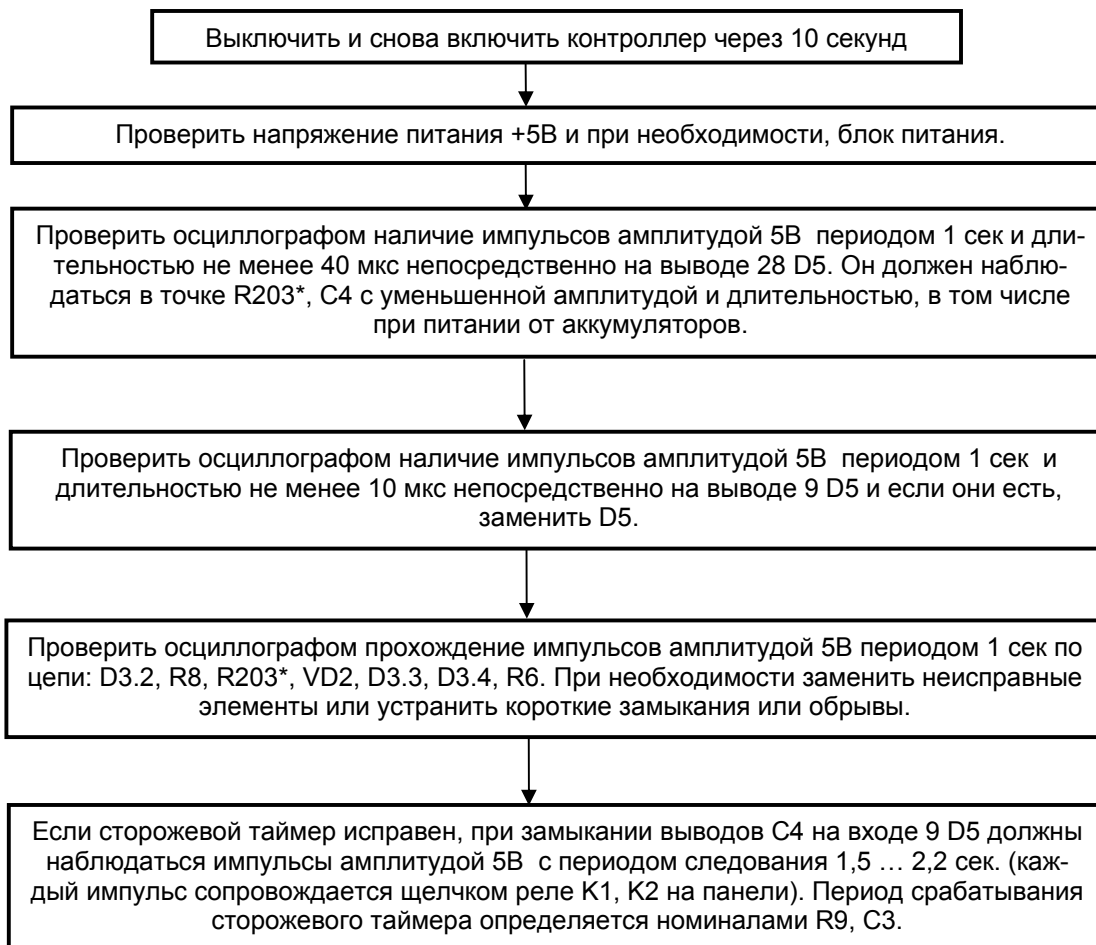 Выключить и снова включить контроллер через 10 секунд
Проверить напряжение питания +5В и при необходимости, блок питания.
Проверить осциллографом наличие импульсов амплитудой 5В  периодом 1 сек и дли-
тельностью не менее 40 мкс непосредственно на выводе 28 D5. Он должен наблю-
даться в точке R203*, C4 с уменьшенной амплитудой и длительностью, в том числе
при питании от аккумуляторов.
Проверить осциллографом наличие импульсов амплитудой 5В  периодом 1 сек  и
длительностью не менее 10 мкс непосредственно на выводе 9 D5 и если они есть,
заменить D5.
Проверить осциллографом прохождение импульсов амплитудой 5В периодом 1 сек по
цепи: D3.2, R8, R203*, VD2, D3.3, D3.4, R6. При необходимости заменить неисправные
элементы или устранить короткие замыкания или обрывы.
Если сторожевой таймер исправен, при замыкании выводов С4 на входе 9 D5 должны
наблюдаться импульсы амплитудой 5В  с периодом следования 1,5 … 2,2 сек. (каж-
дый импульс сопровождается щелчком реле K1, K2 на панели). Период срабатывания
сторожевого таймера определяется номиналами R9, C3.